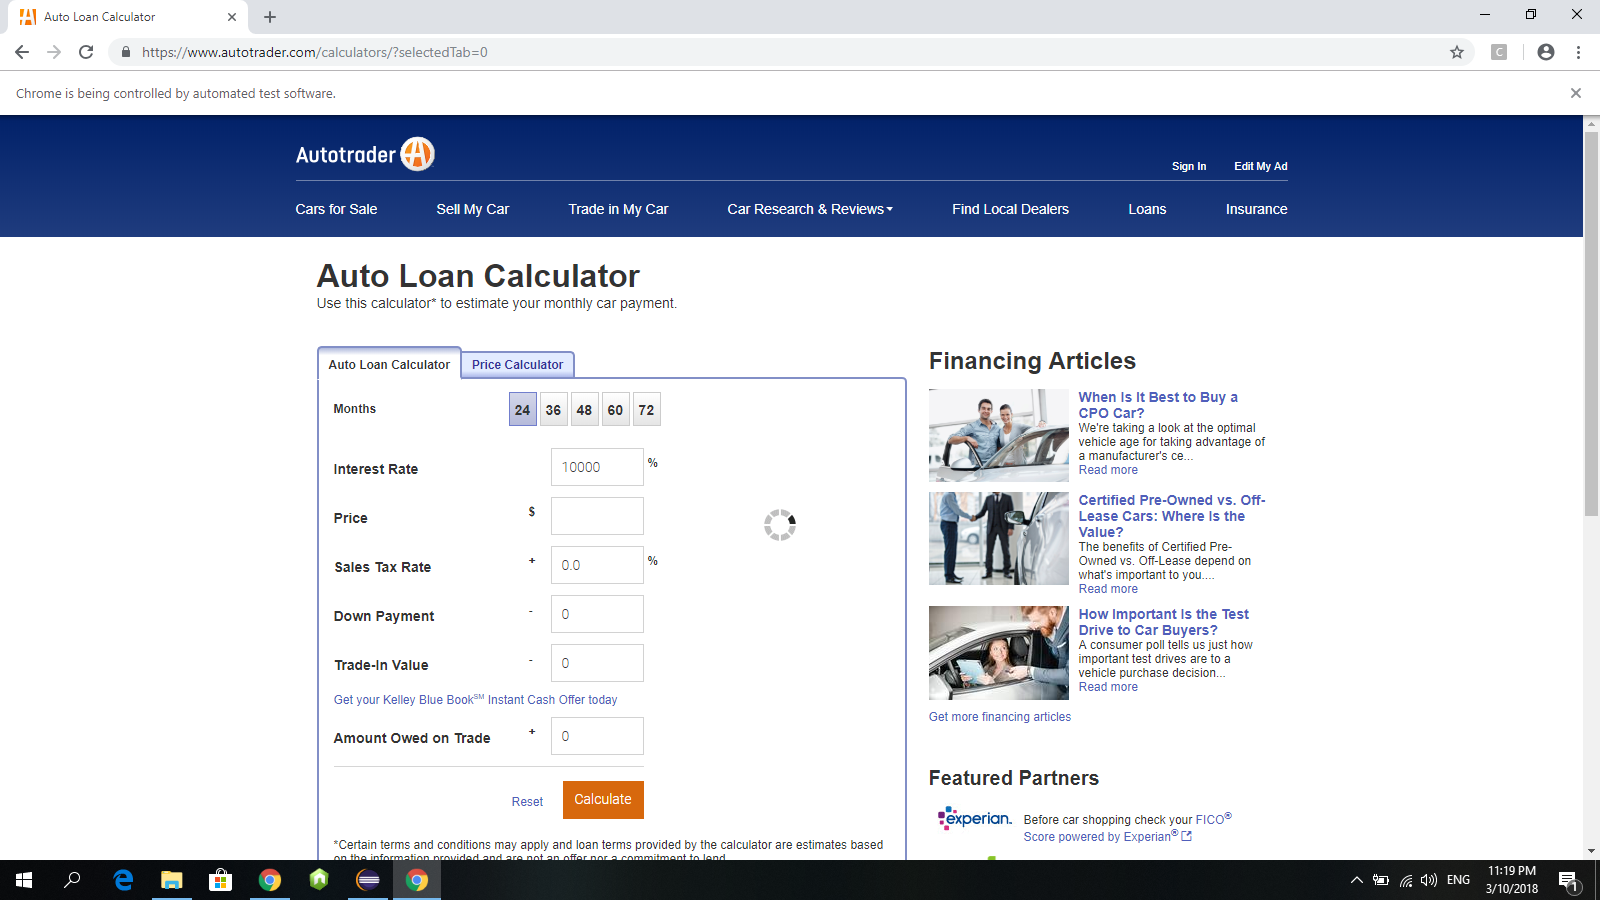 Auto Loan Calculator
https://www.autotrader.com/calculators/?selectedTab=0
C
Chrome is being controlled by automated test software.
Autotrader
Sign In
Edit My Ad
Cars for Sale
Sell My Car
Trade in My Car
Car Research & Reviews
Find Local Dealers
Loans
Insurance
Auto Loan Calculator
Use this calculator* to estimate your monthly car payment.
Auto Loan Calculator
Price Calculator
Months
24 36 48 60 72
Interest Rate 10000 %
Price $
Sales Tax Rate + 0.0 %
Down Payment - 0
Trade-In Value - 0
Get your Kelley Blue Book℠ Instant Cash Offer today
Amount Owed on Trade + 0
Reset
Calculate
*Certain terms and conditions may apply and loan terms provided by the calculator are estimates based
on the information provided and are not an offer nor a commitment to lend.
Financing Articles
When Is It Best to Buy a
CPO Car?
We're taking a look at the optimal
vehicle age for taking advantage of
a manufacturer's ce...
Read more
Certified Pre-Owned vs. Off-
Lease Cars: Where Is the
Value?
The benefits of Certified Pre-
Owned vs. Off-Lease depend on
what's important to you....
Read more
How Important Is the Test
Drive to Car Buyers?
A consumer poll tells us just how
important test drives are to a
vehicle purchase decision...
Read more
Get more financing articles
Featured Partners
experian.
Before car shopping check your FICO®
Score powered by Experian®
ENG
11:19 PM
3/10/2018
1